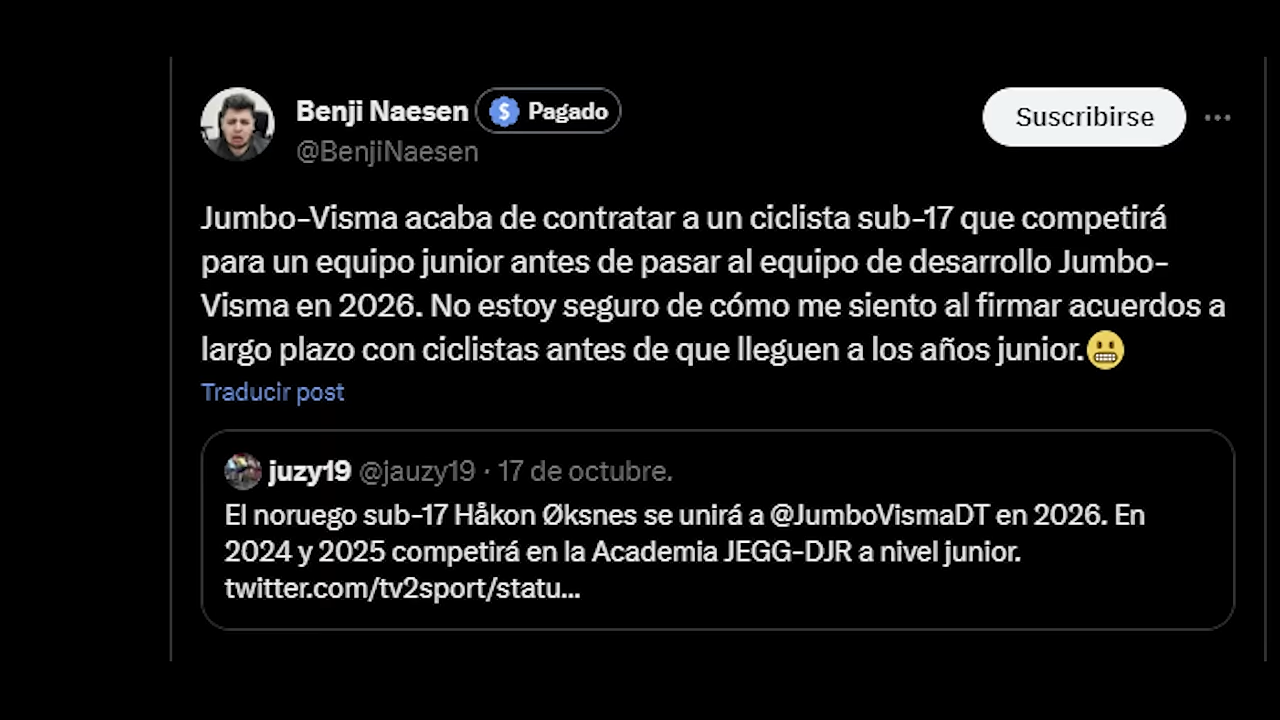 Benji Naesen $ Pagado
@BenjiNaesen
Suscribirse
Jumbo-Visma acaba de contratar a un ciclista sub-17 que competirá
para un equipo junior antes de pasar al equipo de desarrollo Jumbo-
Visma en 2026. No estoy seguro de cómo me siento al firmar acuerdos a
largo plazo con ciclistas antes de que lleguen a los años junior.😬
Traducir post
juzy19 @jauzy19 · 17 de octubre.
El noruego sub-17 Håkon Øksnes se unirá a @JumboVismaDT en 2026. En
2024 y 2025 competirá en la Academia JEGG-DJR a nivel junior.
twitter.com/tv2sport/statu...